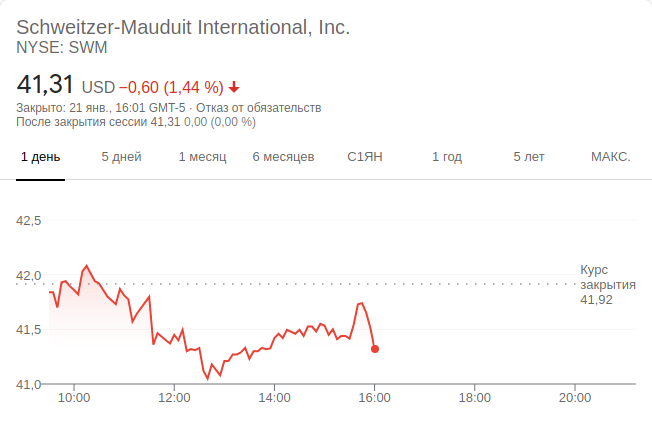 Schweitzer-Mauduit International, Inc.
NYSE: SWM
41,31 USD −0,60 (1,44 %)
Закрыто: 21 янв., 16:01 GMT-5 · Отказ от обязательств
После закрытия сессии 41,31 0,00 (0,00 %)
1 день 5 дней 1 месяц 6 месяцев С1ЯН 1 год 5 лет МАКС.
42,5
42,0
41,5
41,0
Курс
закрытия
41,92
10:00 12:00 14:00 16:00 18:00 20:00